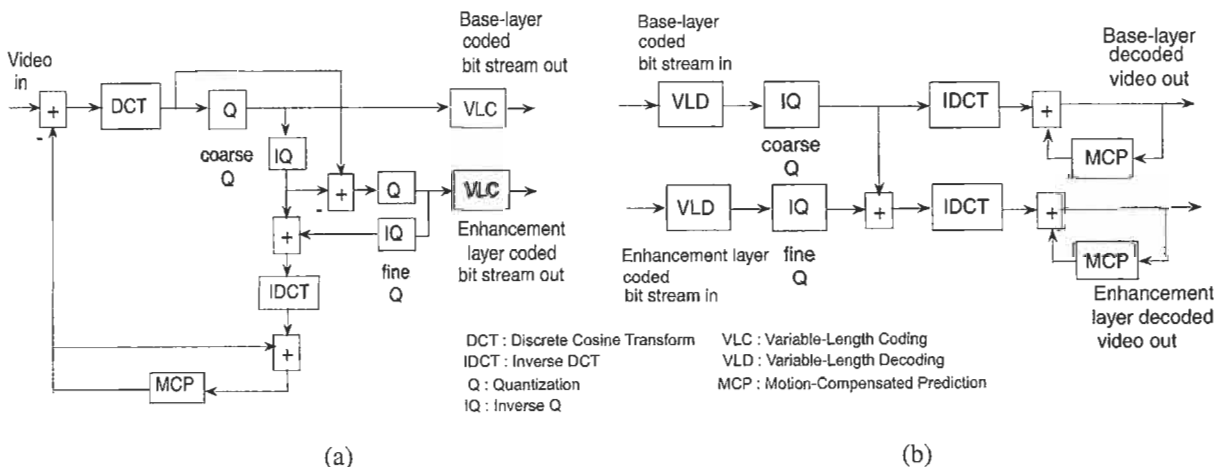 Video
in
+
-
DCT
Q
coarse
Q
IQ
Base-layer
coded
bit stream out
VLC
-
+
Q
VLC
+
IQ
fine
Q
Enhancement
layer coded
bit stream out
IDCT
+
MCP
Base-layer
coded
bit stream in
VLD
IQ
coarse
Q
IDCT
+
MCP
Base-layer
decoded
video out
VLD
IQ
+
IDCT
+
MCP
Enhancement layer
coded
bit stream in
fine
Q
Enhancement
layer decoded
video out
DCT : Discrete Cosine Transform
IDCT : Inverse DCT
Q : Quantization
IQ : Inverse Q
VLC : Variable-Length Coding
VLD : Variable-Length Decoding
MCP : Motion-Compensated Prediction
(a)
(b)